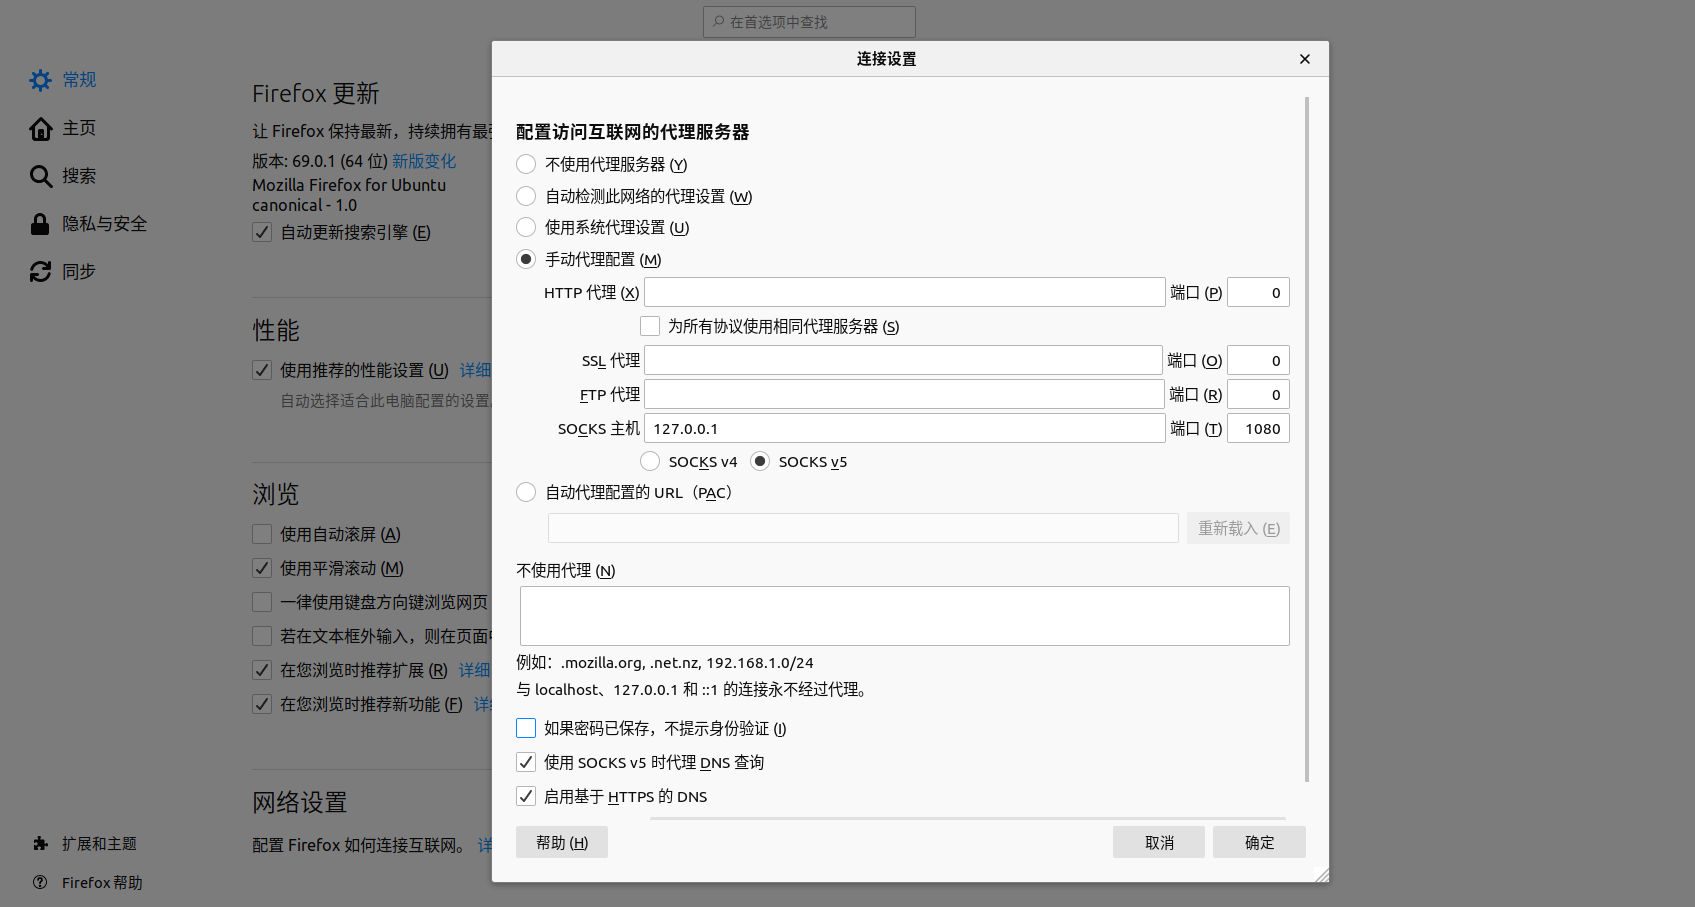 在首选项中查找
连接设置
常规
主页
搜索
隐私与安全
同步
扩展和主题
Firefox 帮助
Firefox 更新
让 Firefox 保持最新，持续拥有最
版本: 69.0.1 (64 位) 新版变化
Mozilla Firefox for Ubuntu
canonical - 1.0
自动更新搜索引擎 (E)
性能
使用推荐的性能设置 (U) 详细
自动选择适合此电脑配置的设置
浏览
使用自动滚屏 (A)
使用平滑滚动 (M)
一律使用键盘方向键浏览网页
若在文本框外输入，则在页面
在您浏览时推荐扩展 (R) 详细
在您浏览时推荐新功能 (F) 详
网络设置
配置 Firefox 如何连接互联网。 详
配置访问互联网的代理服务器
不使用代理服务器 (Y)
自动检测此网络的代理设置 (W)
使用系统代理设置 (U)
手动代理配置 (M)
HTTP 代理 (X) 端口 (P) 0
为所有协议使用相同代理服务器 (S)
SSL 代理 端口 (O) 0
FTP 代理 端口 (R) 0
SOCKS 主机 127.0.0.1 端口 (T) 1080
SOCKS v4 SOCKS v5
自动代理配置的 URL（PAC）
重新载入 (E)
不使用代理 (N)
例如：.mozilla.org, .net.nz, 192.168.1.0/24
与 localhost、127.0.0.1 和 ::1 的连接永不经过代理。
如果密码已保存，不提示身份验证 (I)
使用 SOCKS v5 时代理 DNS 查询
启用基于 HTTPS 的 DNS
帮助 (H) 取消 确定